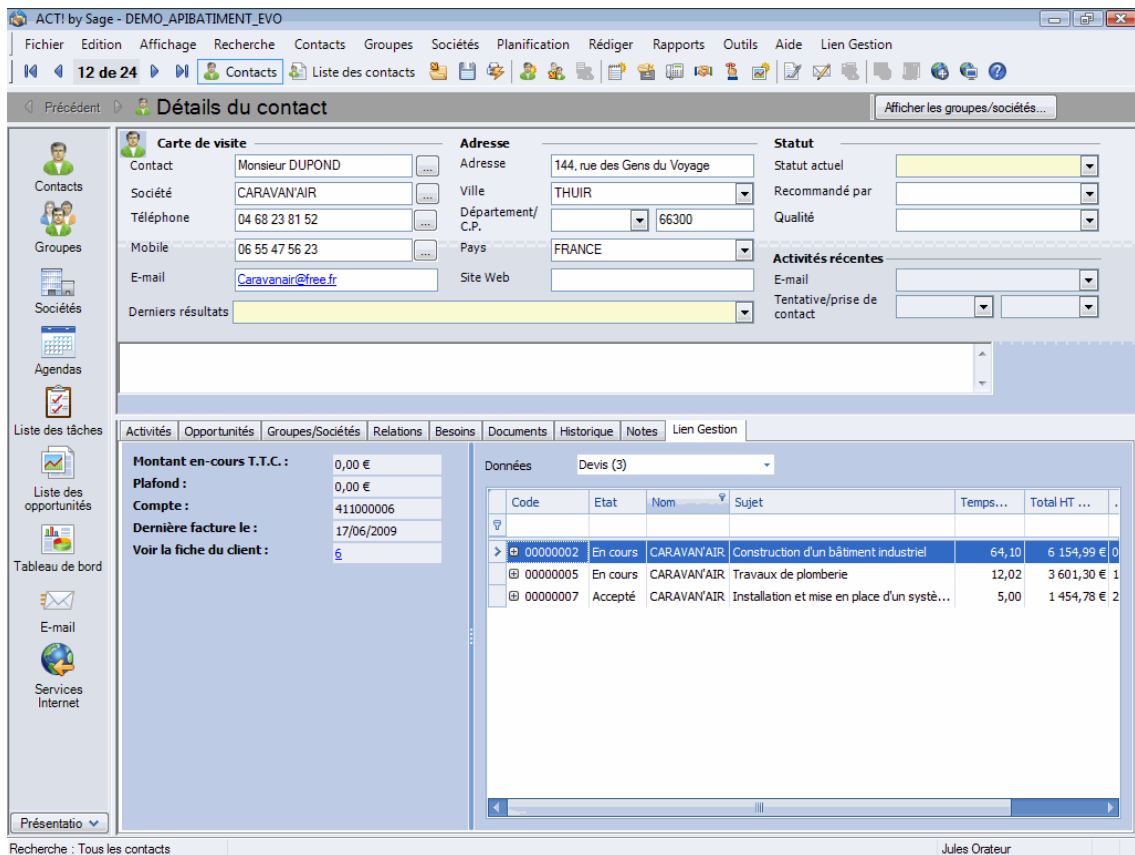 ACT! by Sage - DEMO_APIBATIMENT_EVO
Fichier Edition Affichage Recherche Contacts Groupes Sociétés Planification Rédiger Rapports Outils Aide Lien Gestion
12 de 24 Contacts Liste des contacts
Précédent Détails du contact Afficher les groupes/sociétés...
Contacts
Groupes
Sociétés
Agendas
Liste des tâches
Liste des
opportunités
Tableau de bord
E-mail
Services
Internet
Présentatio
Carte de visite
Contact Monsieur DUPOND ...
Société CARAVAN'AIR ...
Téléphone 04 68 23 81 52 ...
Mobile 06 55 47 56 23 ...
E-mail Caravanair@free.fr
Derniers résultats
Adresse
Adresse 144, rue des Gens du Voyage
Ville THUIR
Département/
C.P. 66300
Pays FRANCE
Site Web
Statut
Statut actuel
Recommandé par
Qualité
Activités récentes
E-mail
Tentative/prise de
contact
Activités Opportunités Groupes/Sociétés Relations Besoins Documents Historique Notes Lien Gestion
Montant en-cours T.T.C. : 0,00 €
Plafond : 0,00 €
Compte : 411000006
Dernière facture le : 17/06/2009
Voir la fiche du client : 6
Données Devis (3)
Code Etat Nom Sujet Temps... Total HT ... .
00000002 En cours CARAVAN'AIR Construction d'un bâtiment industriel 64,10 6 154,99 € 0
00000005 En cours CARAVAN'AIR Travaux de plomberie 12,02 3 601,30 € 1
00000007 Accepté CARAVAN'AIR Installation et mise en place d'un systè... 5,00 1 454,78 € 2
Recherche : Tous les contacts Jules Orateur